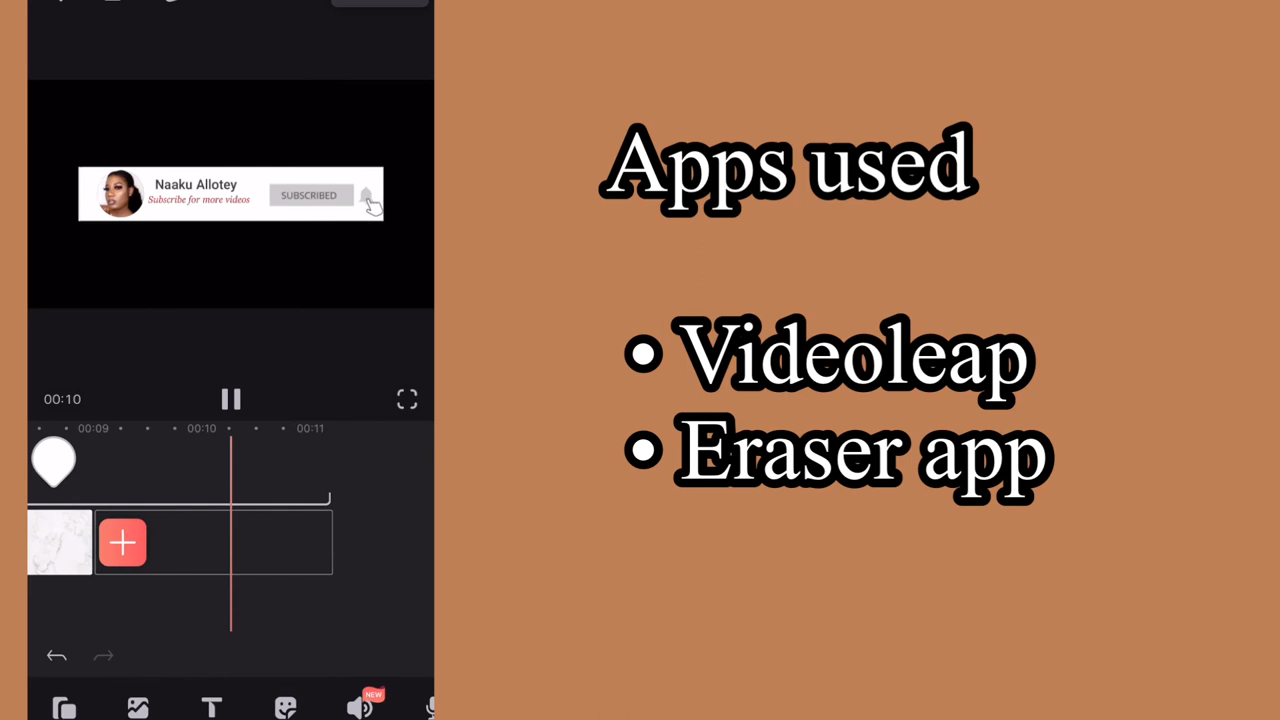 Naaku Allotey
Subscribe for more videos
SUBSCRIBED
00:10
00:09
00:10
00:11
NEW
Apps used
• Videoleap
• Eraser app